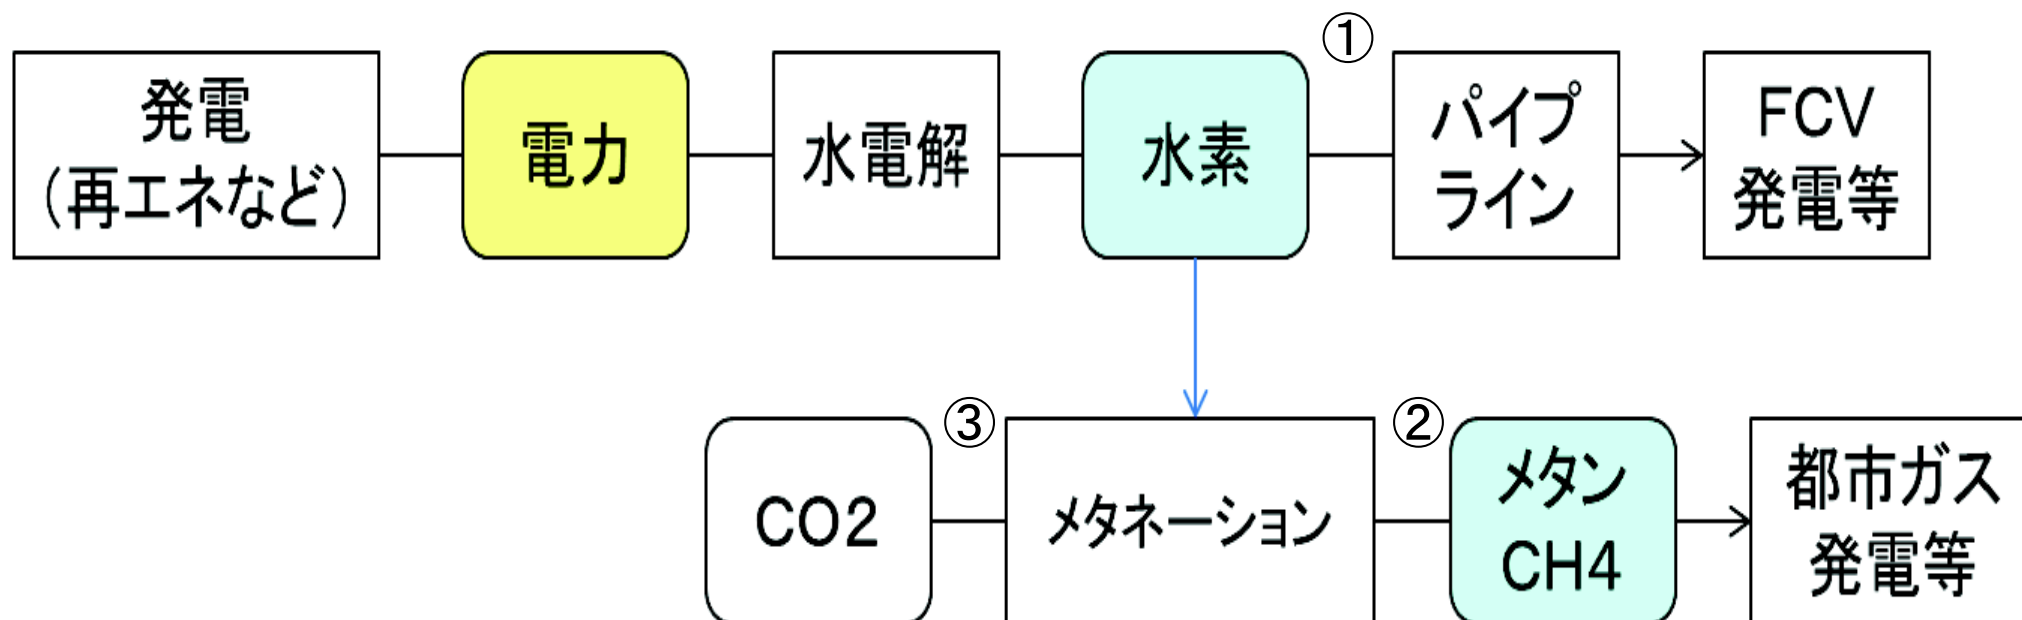 ①
発電
（再エネなど）
電力
水電解
水素
パイプ
ライン
FCV
発電等
③
②
CO2
メタネーション
メタン
CH4
都市ガス
発電等